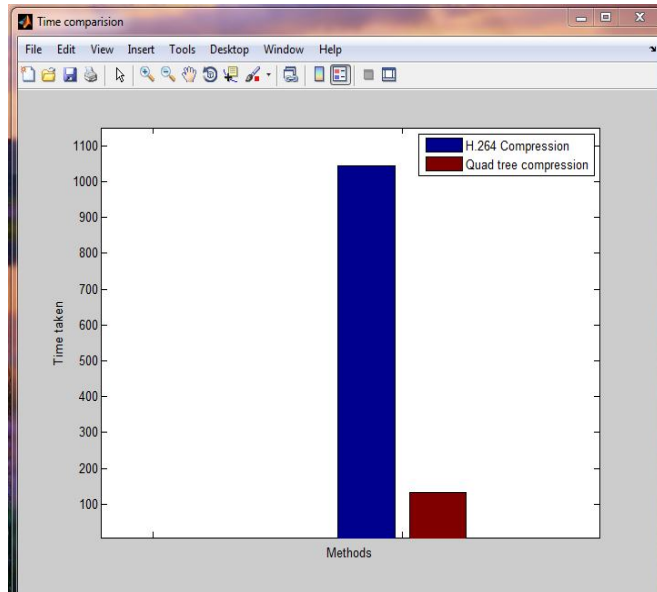 Time comparision
File Edit View Insert Tools Desktop Window Help
H.264 Compression
Quad tree compression
1100
1000
900
800
700
600
500
400
300
200
100
Time taken
Methods